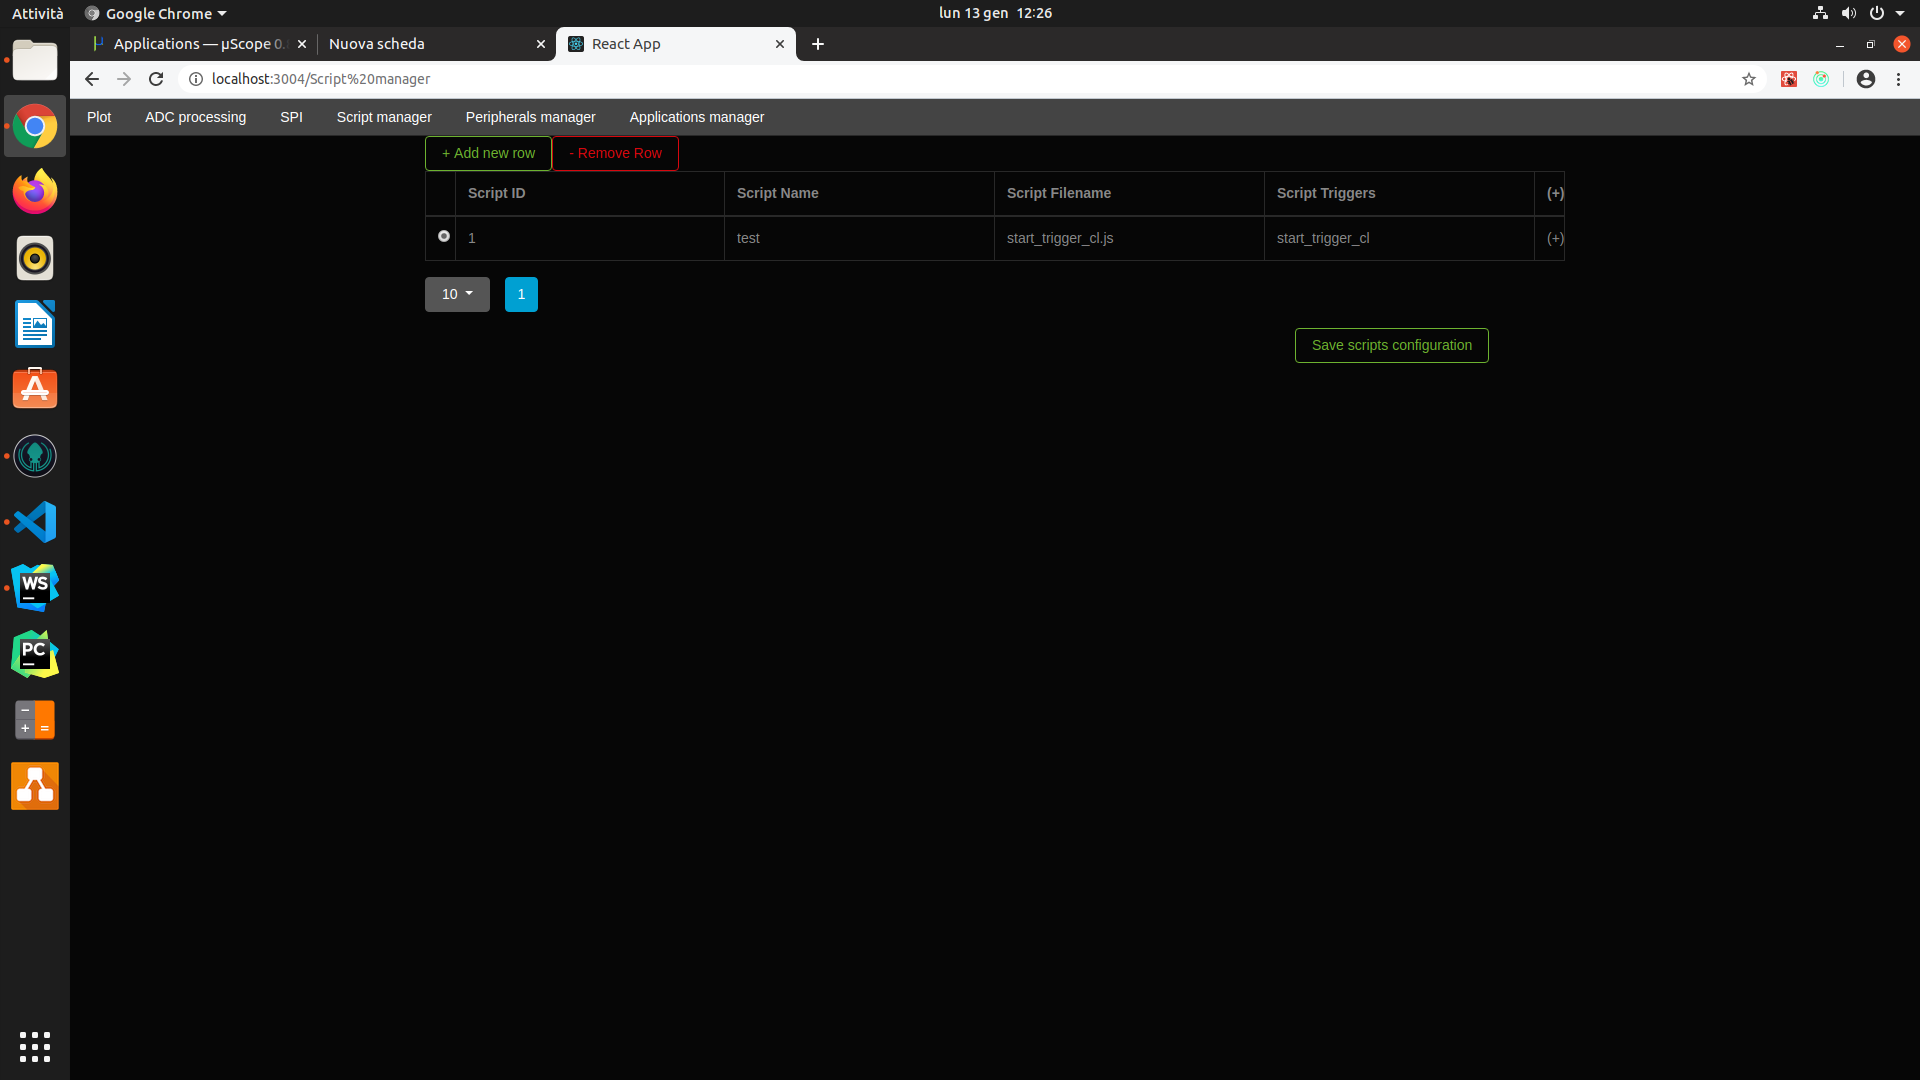 Attività Google Chrome lun 13 gen 12:26
Applications — µScope 0. Nuova scheda React App
localhost:3004/Script%20manager
Plot ADC processing SPI Script manager Peripherals manager Applications manager
+ Add new row - Remove Row
Script ID Script Name Script Filename Script Triggers (+)
1 test start_trigger_cl.js start_trigger_cl (+)
10 1
Save scripts configuration
WS
PC